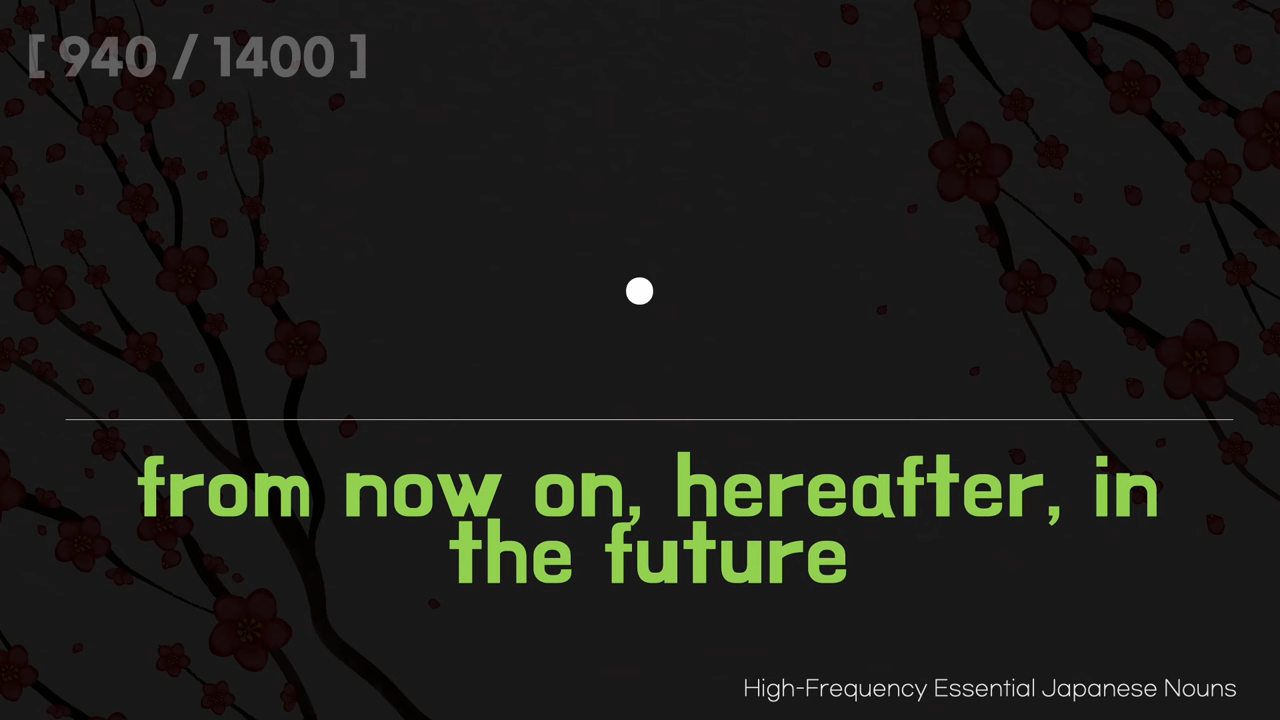 [ 940 / 1400 ]
from now on, hereafter, in
the future
High-Frequency Essential Japanese Nouns